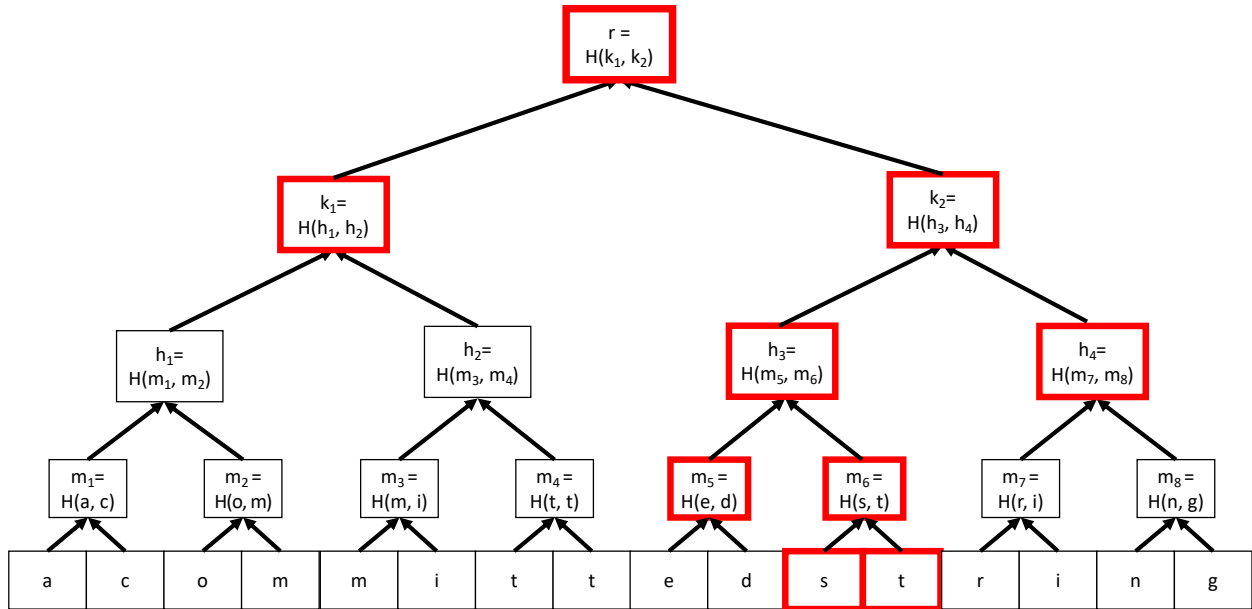 r =
H(k₁, k₂)
k₁=
H(h₁, h₂)
k₂=
H(h₃, h₄)
h₁=
H(m₁, m₂)
h₂=
H(m₃, m₄)
h₃=
H(m₅, m₆)
h₄=
H(m₇, m₈)
m₁=
H(a, c)
m₂=
H(o, m)
m₃=
H(m, i)
m₄=
H(t, t)
m₅=
H(e, d)
m₆=
H(s, t)
m₇=
H(r, i)
m₈=
H(n, g)
a c o m m i t t e d s t r i n g